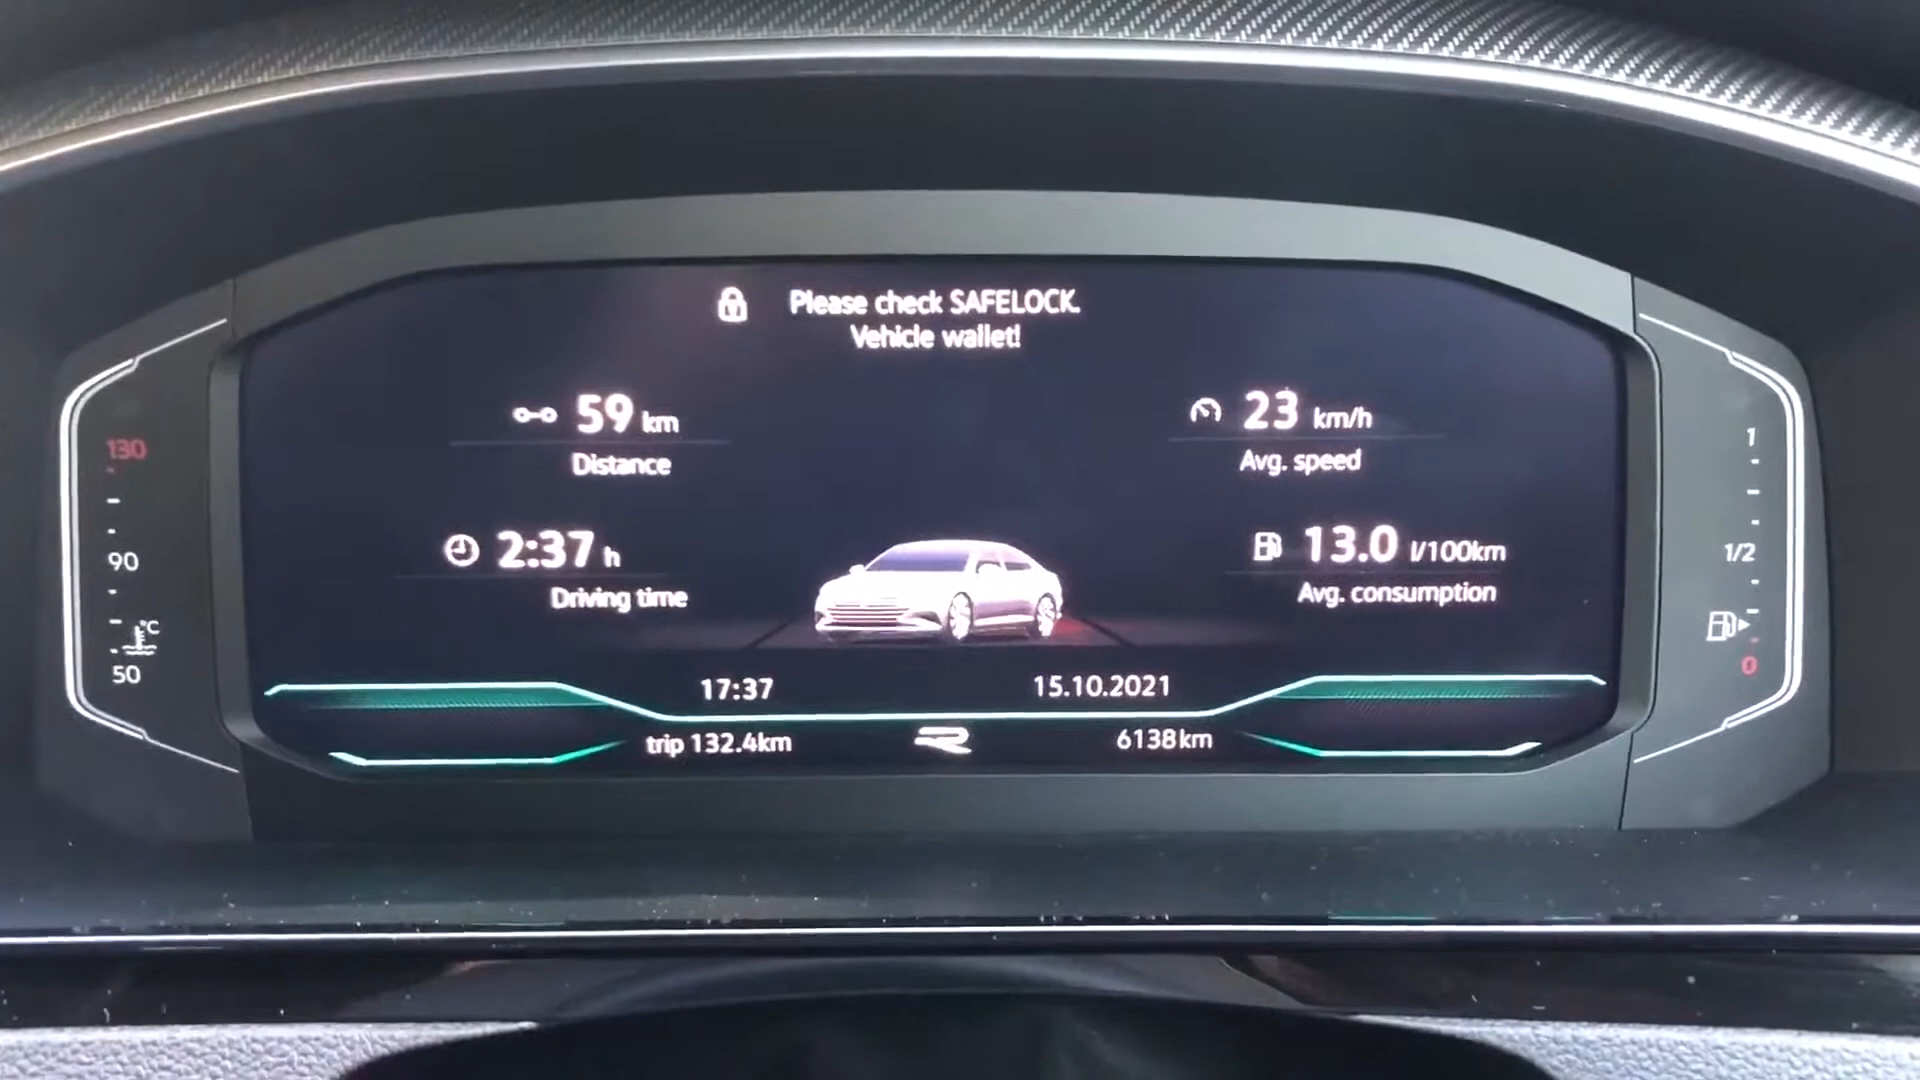 Please check SAFELOCK.
Vehicle wallet!
59 km
Distance
23 km/h
Avg. speed
2:37 h
Driving time
13.0 l/100km
Avg. consumption
17:37
15.10.2021
trip 132.4km
R
6138km
130
90
°C
50
1
1/2
0